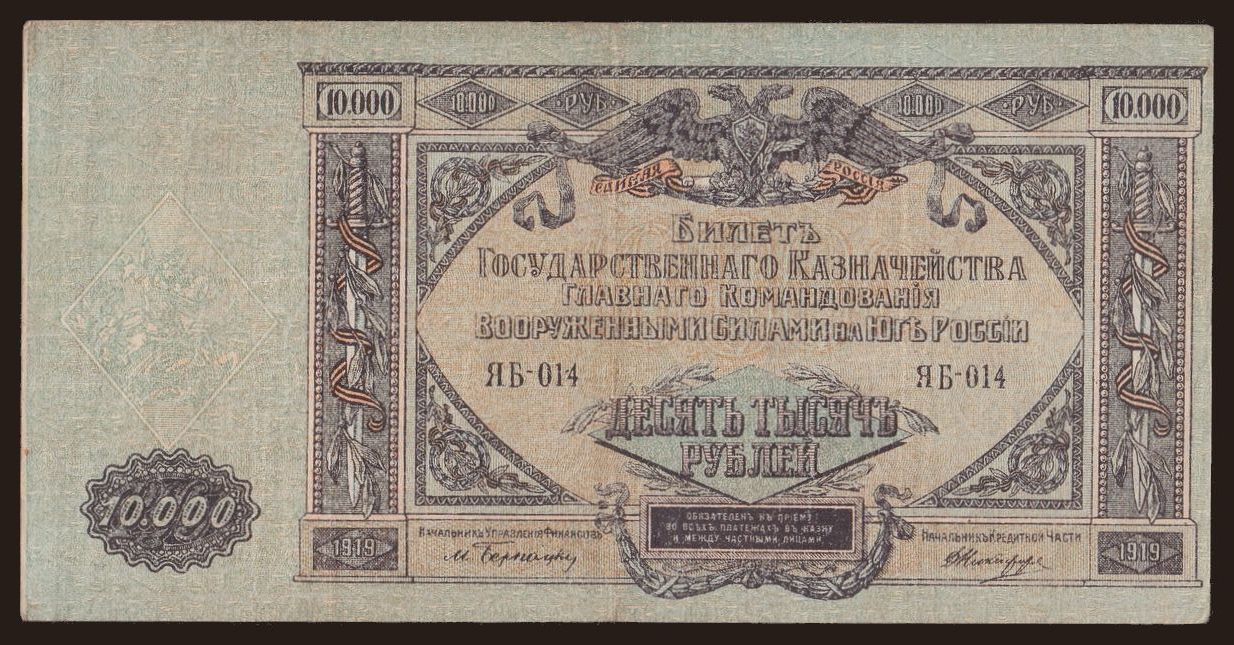 10.000 10.000 РУБ 10.000 РУБ 10.000
ЕДИНАЯ РОССІЯ
БИЛЕТЪ
ГОСУДАРСТВЕННАГО КАЗНАЧЕЙСТВА
ГЛАВНАГО КОМАНДОВАНІЯ
ВООРУЖЕННЫМИ СИЛАМИ НА ЮГѢ РОССІИ
ЯБ-014 ЯБ-014
ДЕСЯТЬ ТЫСЯЧЪ
РУБЛЕЙ
10.000
ОБЯЗАТЕЛЕНЪ КЪ ПРІЕМУ
ВО ВСѢХЪ ПЛАТЕЖАХЪ ВЪ КАЗНУ
И МЕЖДУ ЧАСТНЫМИ ЛИЦАМИ
НАЧАЛЬНИКЪ УПРАВЛЕНІЯ ФИНАНСОВЪ
НАЧАЛЬНИКЪ КРЕДИТНОЙ ЧАСТИ
1919 1919